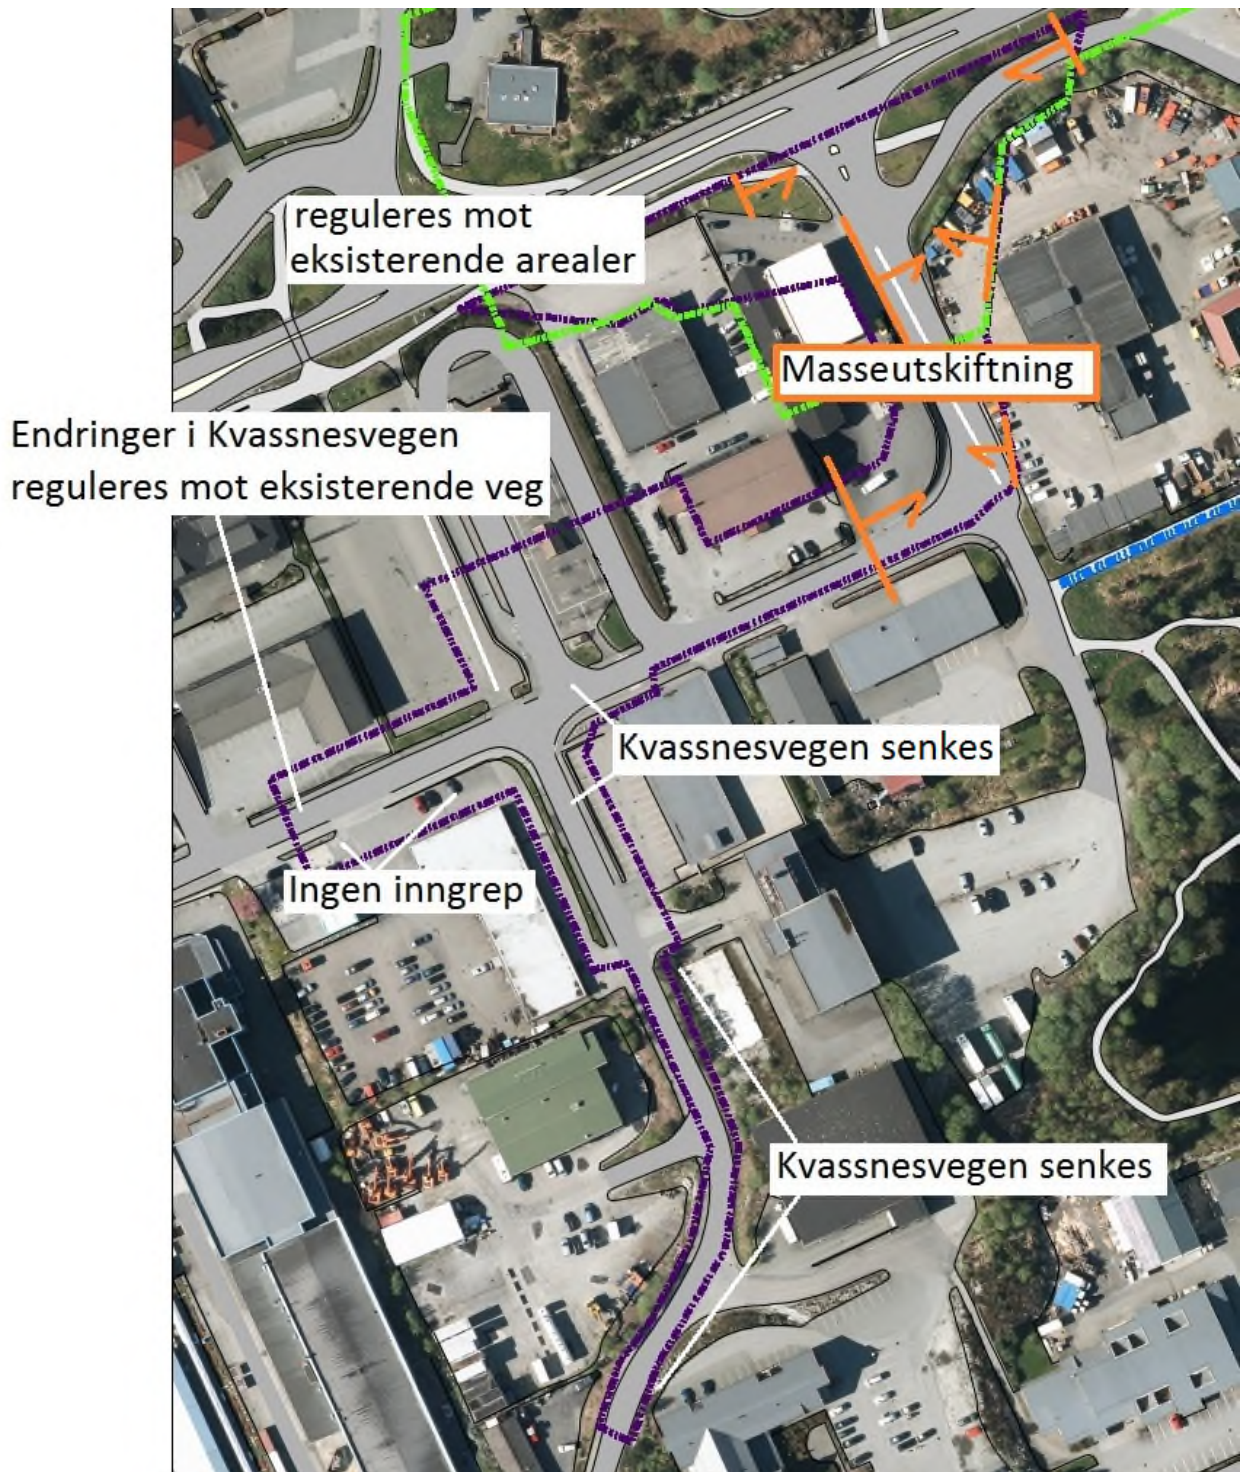 reguleres mot
eksisterende arealer
Masseutskiftning
Endringer i Kvassnesvegen
reguleres mot eksisterende veg
Kvassnesvegen senkes
Ingen inngrep
Kvassnesvegen senkes